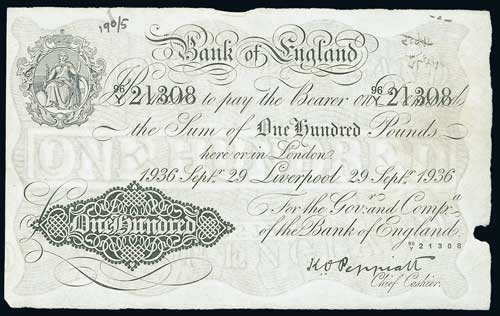 190/5
Bank of England
96/Y 21308 to pay the Bearer on 96/Y 21308
the Sum of One Hundred Pounds
here or in London
1936 Septr. 29 Liverpool 29 Septr. 1936
For the Govr. and Compa.
of the Bank of England.
£ One Hundred
96/Y 21308
K.O. Peppiatt
Chief Cashier.